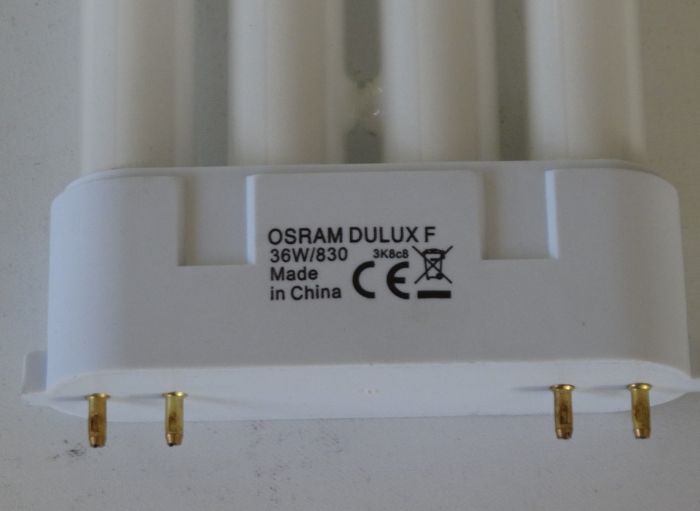 OSRAM DULUX F
36W/830 3K8c8
Made
in China CE